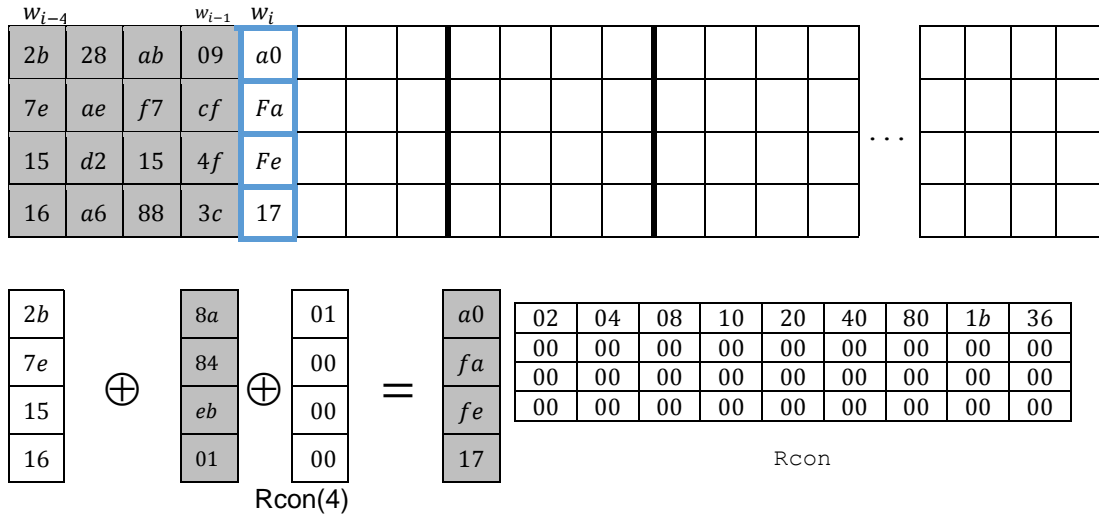 w_{i−4} w_{i−1} w_i
2b 28 ab 09 a0
7e ae f7 cf Fa
15 d2 15 4f Fe
. . .
16 a6 88 3c 17
2b 8a 01 a0 02 04 08 10 20 40 80 1b 36
00 00 00 00 00 00 00 00 00
7e 84 00 fa 00 00 00 00 00 00 00 00 00
⊕ ⊕ =
15 eb 00 fe 00 00 00 00 00 00 00 00 00
16 01 00 17 Rcon
Rcon(4)